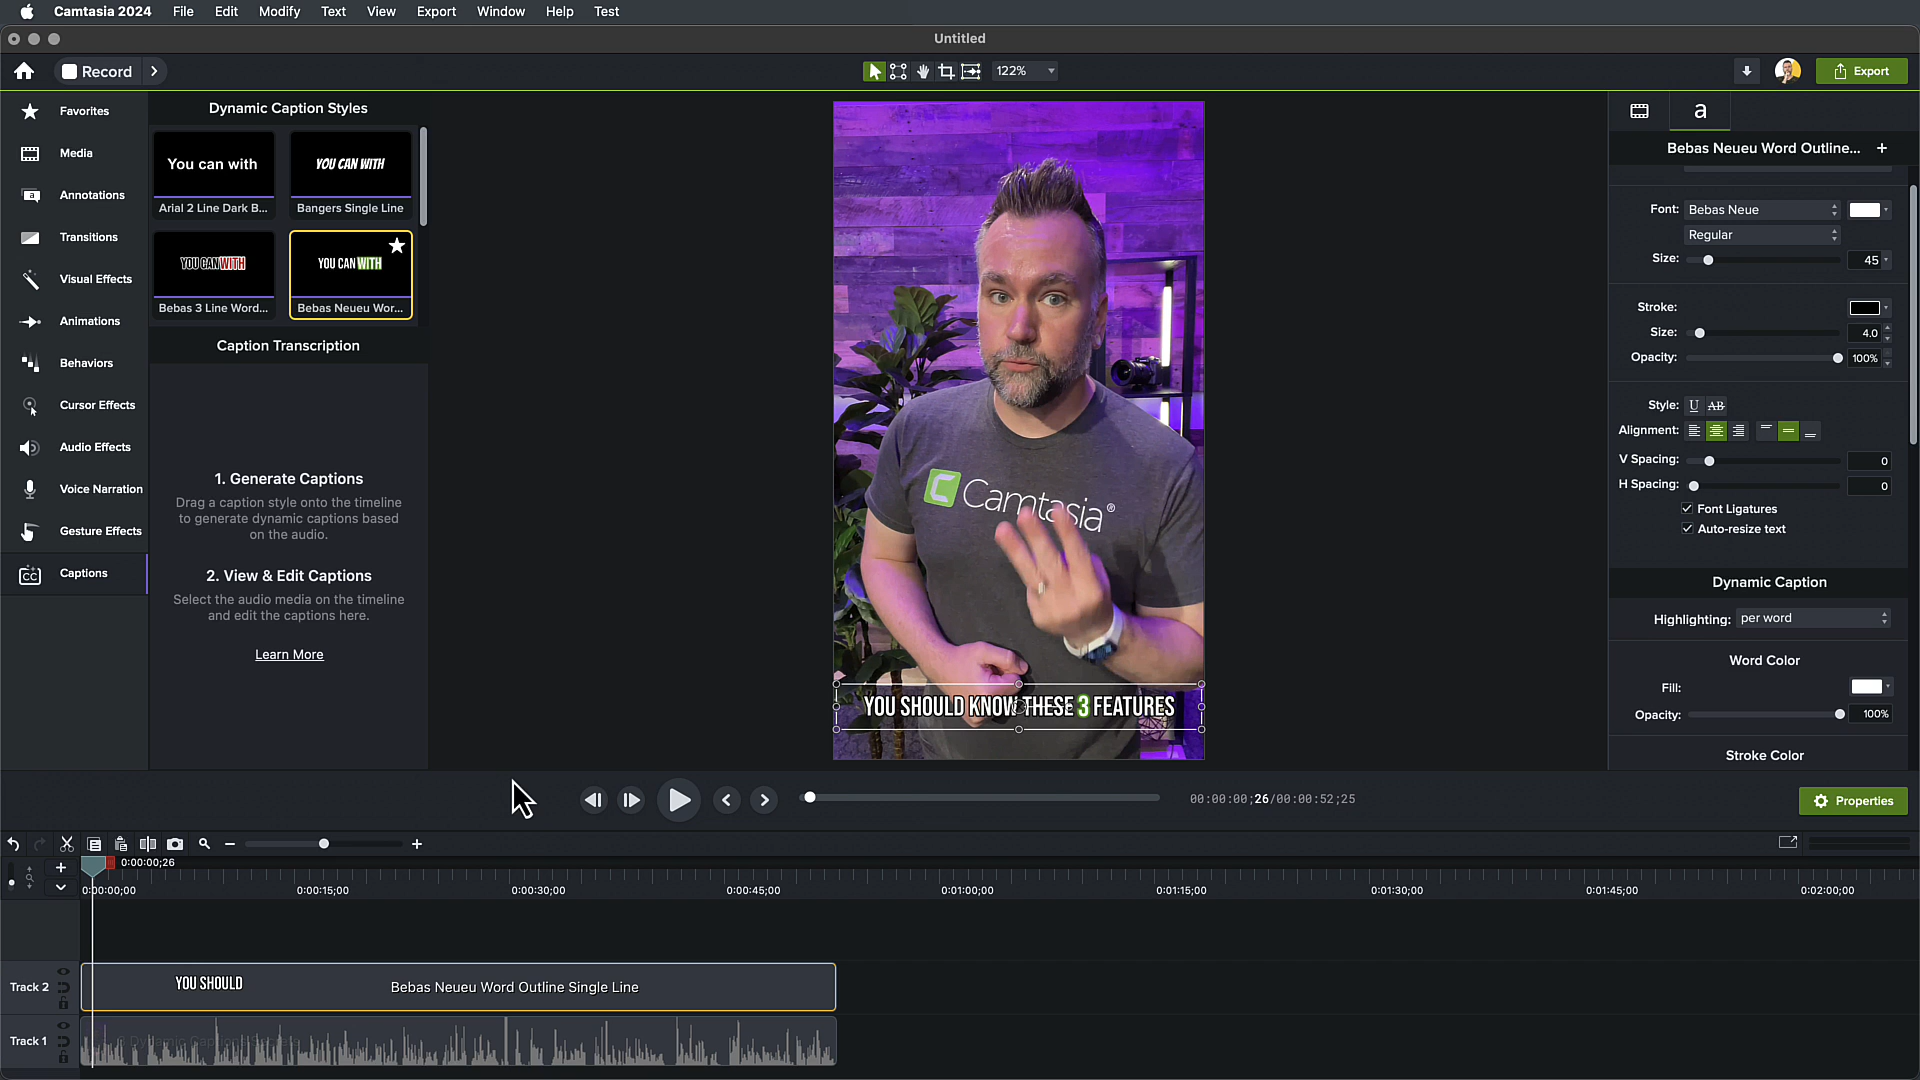 Camtasia 2024 File Edit Modify Text View Export Window Help Test
Untitled
Record
122%
Export
Favorites
Media
Annotations
Transitions
Visual Effects
Animations
Behaviors
Cursor Effects
Audio Effects
Voice Narration
Gesture Effects
CC Captions
Dynamic Caption Styles
You can with
YOU CAN WITH
Arial 2 Line Dark B...
Bangers Single Line
YOU CAN WITH
YOU CAN WITH
Bebas 3 Line Word...
Bebas Neueu Wor...
Caption Transcription
1. Generate Captions
Drag a caption style onto the timeline
to generate dynamic captions based
on the audio.
2. View & Edit Captions
Select the audio media on the timeline
and edit the captions here.
Learn More
C Camtasia®
YOU SHOULD KNOW THESE 3 FEATURES
a
Bebas Neueu Word Outline... +
Font: Bebas Neue
Regular
Size: 45
Stroke:
Size: 4.0
Opacity: 100%
Style: U AB
Alignment:
V Spacing: 0
H Spacing: 0
Font Ligatures
Auto-resize text
Dynamic Caption
Highlighting: per word
Word Color
Fill:
Opacity: 100%
Stroke Color
00:00:00;26/00:00:52;25
Properties
0:00:00;26
0:00:00;00 0:00:15;00 0:00:30;00 0:00:45;00 0:01:00;00 0:01:15;00 0:01:30;00 0:01:45;00 0:02:00;00
Track 2
YOU SHOULD
Bebas Neueu Word Outline Single Line
Track 1
Dynamic Captions